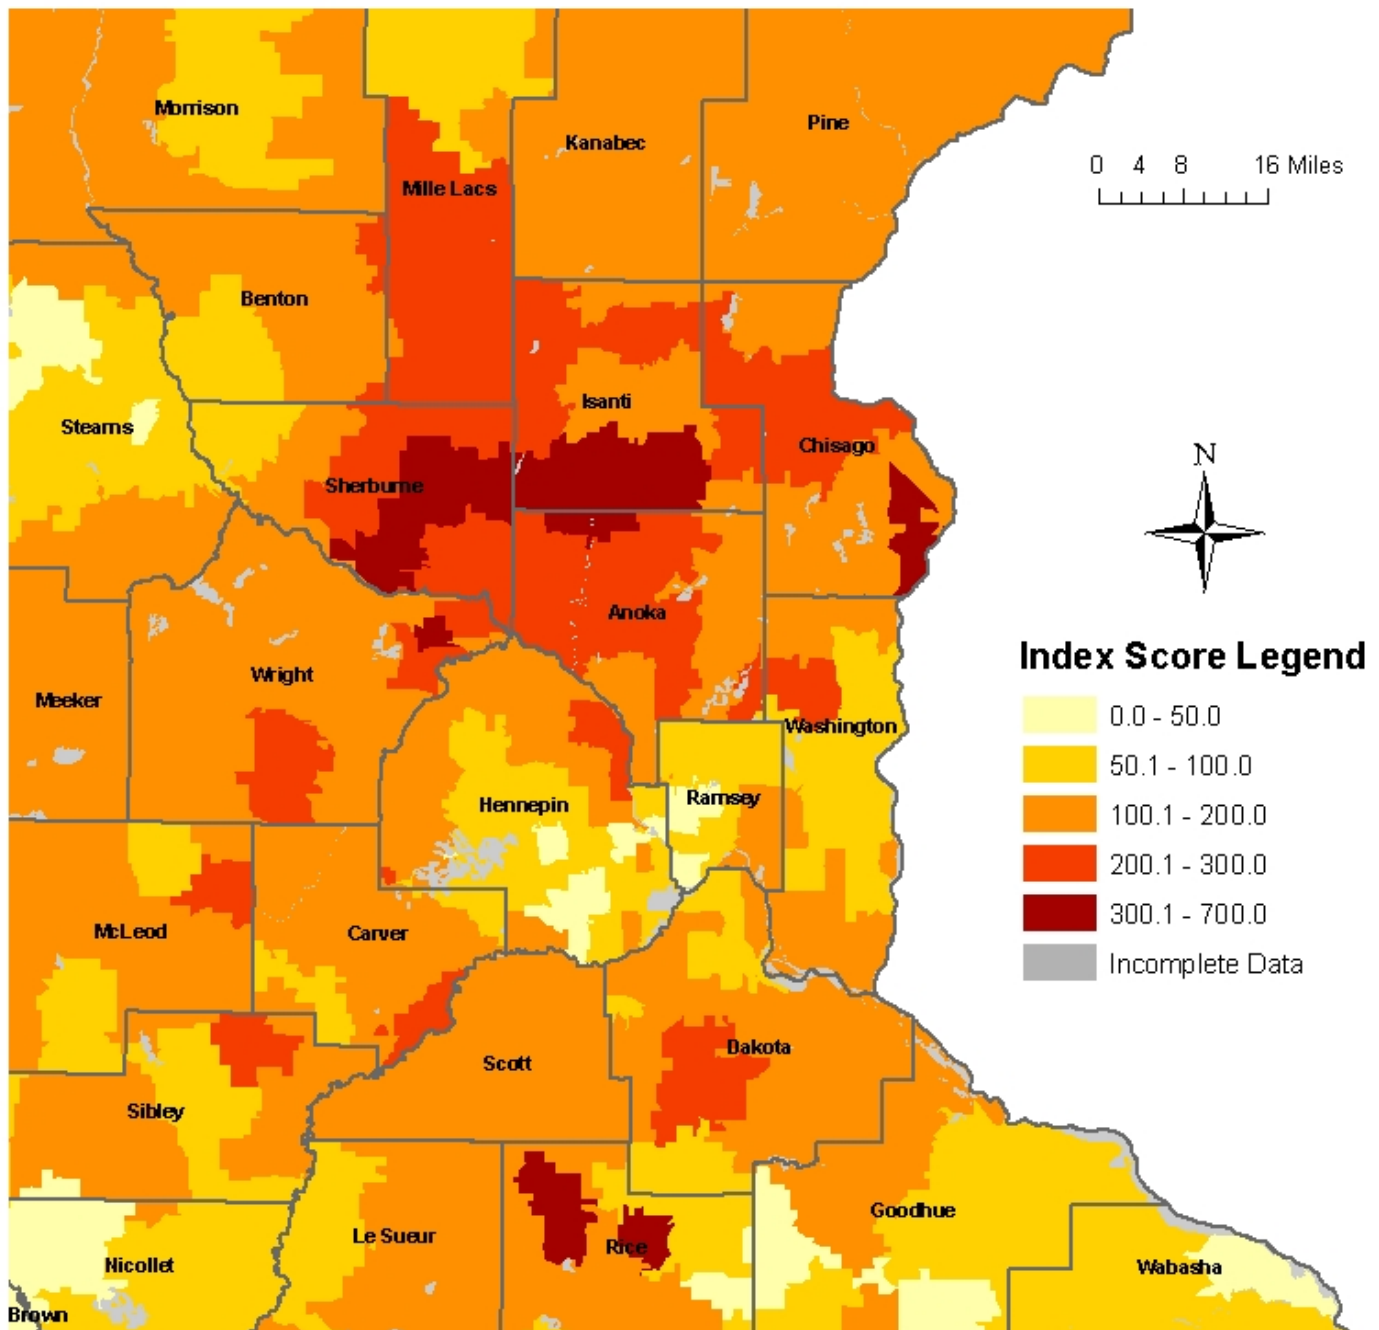 Morrison
Pine
Kanabec
0 4 8 16 Miles
Mille Lacs
Benton
Isanti
Stearns
Chisago
N
Sherburne
Anoka
Index Score Legend
Wright
Meeker
0.0 - 50.0
Washington
50.1 - 100.0
Ramsey
Hennepin
100.1 - 200.0
200.1 - 300.0
300.1 - 700.0
McLeod
Carver
Incomplete Data
Dakota
Scott
Sibley
Goodhue
Le Sueur
Rice
Nicollet
Wabasha
Brown